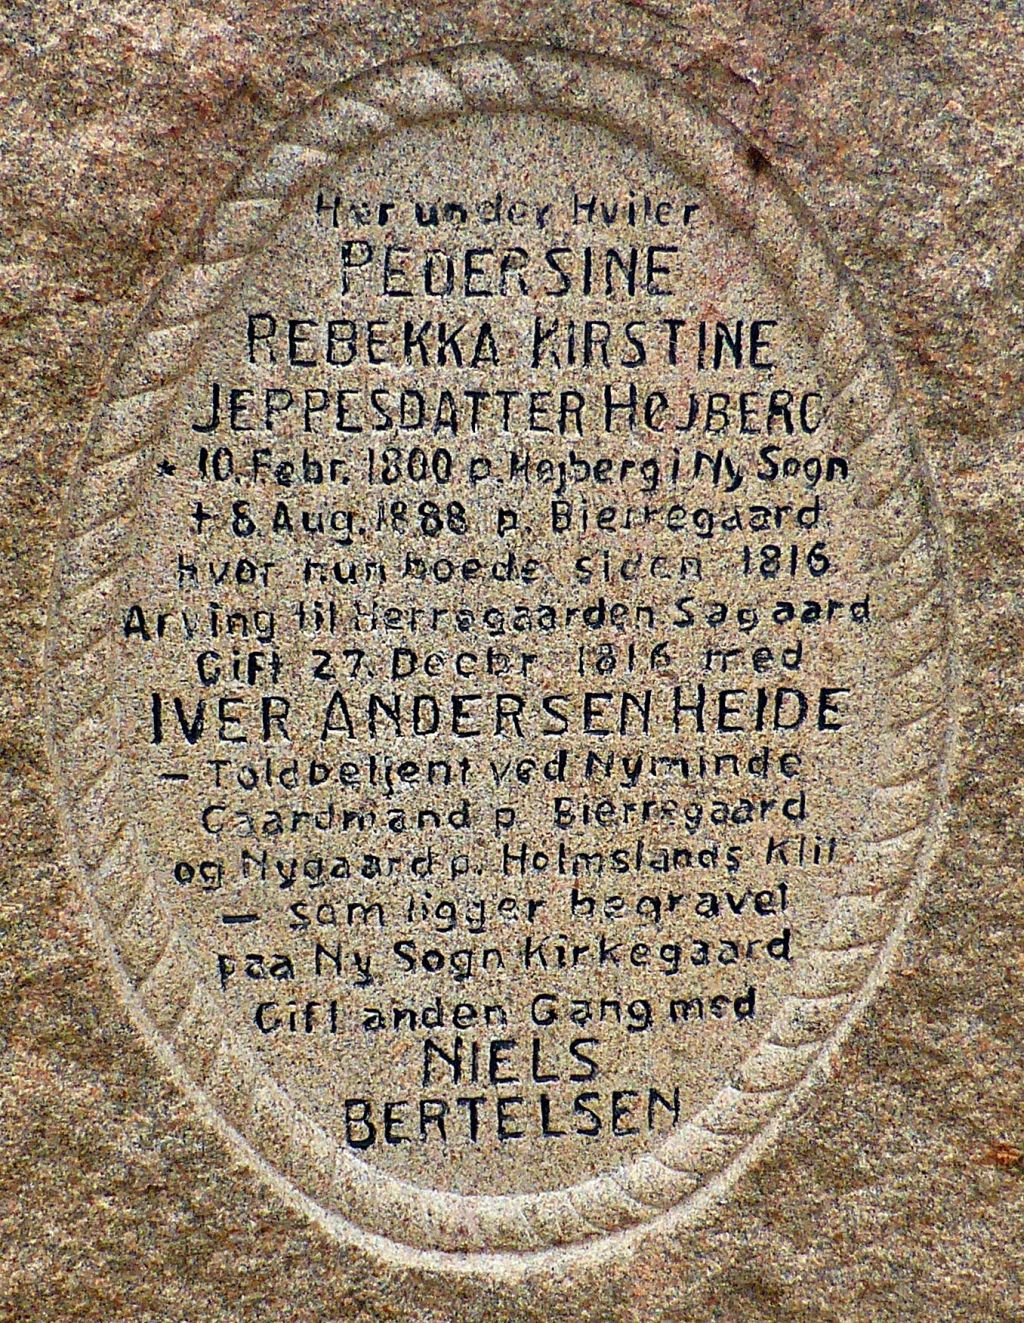 Her under Hviler
PEDERSINE
REBEKKA KIRSTINE
JEPPESDATTER HØJBERG
* 10. Febr. 1800 p. Højberg i Ny Sogn
+ 8. Aug. 1888 p. Bierregaard
hvor hun boede siden 1816
Arving til Herregaarden Søgaard
Gift 27. Decbr 1816 med
IVER ANDERSEN HEIDE
– Toldbetjent ved Nyminde
Gaardmand p. Bierregaard
og Nygaard p. Holmslands Klit
– som ligger begravet
paa Ny Sogn Kirkegaard
Gift anden Gang med
NIELS
BERTELSEN